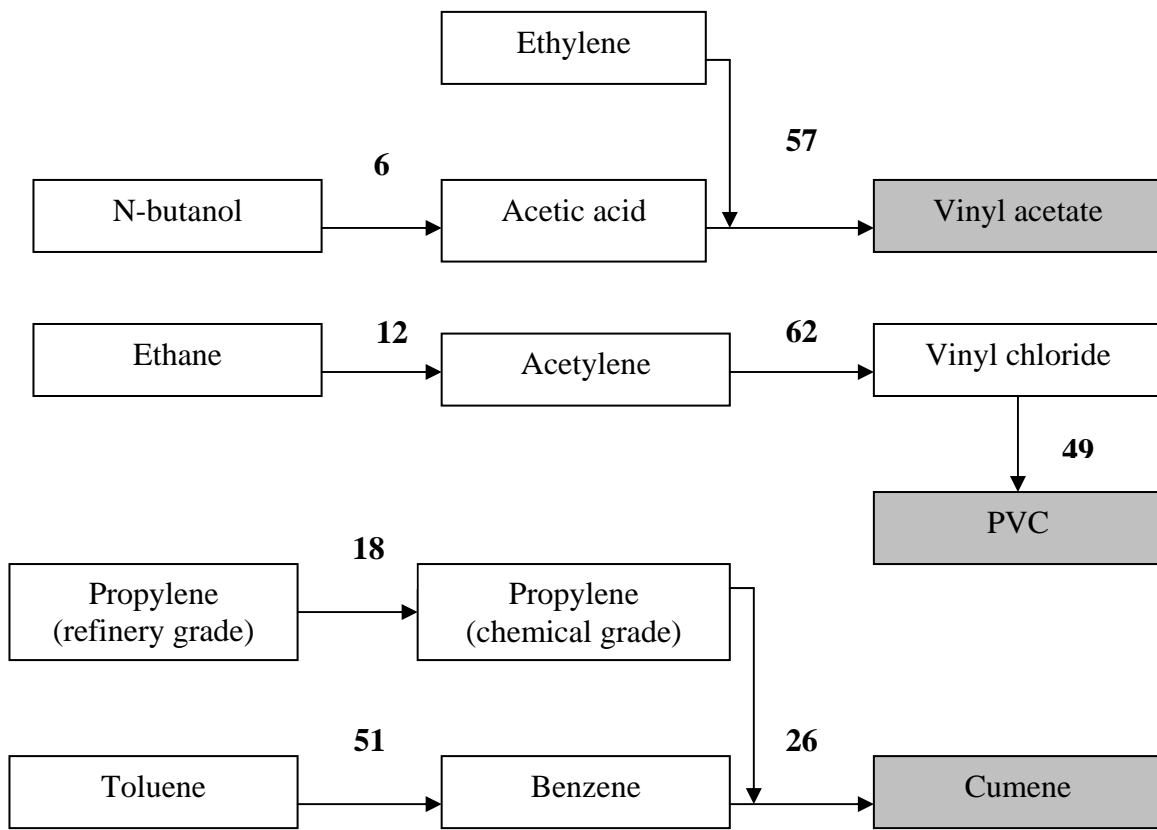 Ethylene
57
6
N-butanol
Acetic acid
Vinyl acetate
12
62
Ethane
Acetylene
Vinyl chloride
49
PVC
18
Propylene
(refinery grade)
Propylene
(chemical grade)
51
26
Toluene
Benzene
Cumene